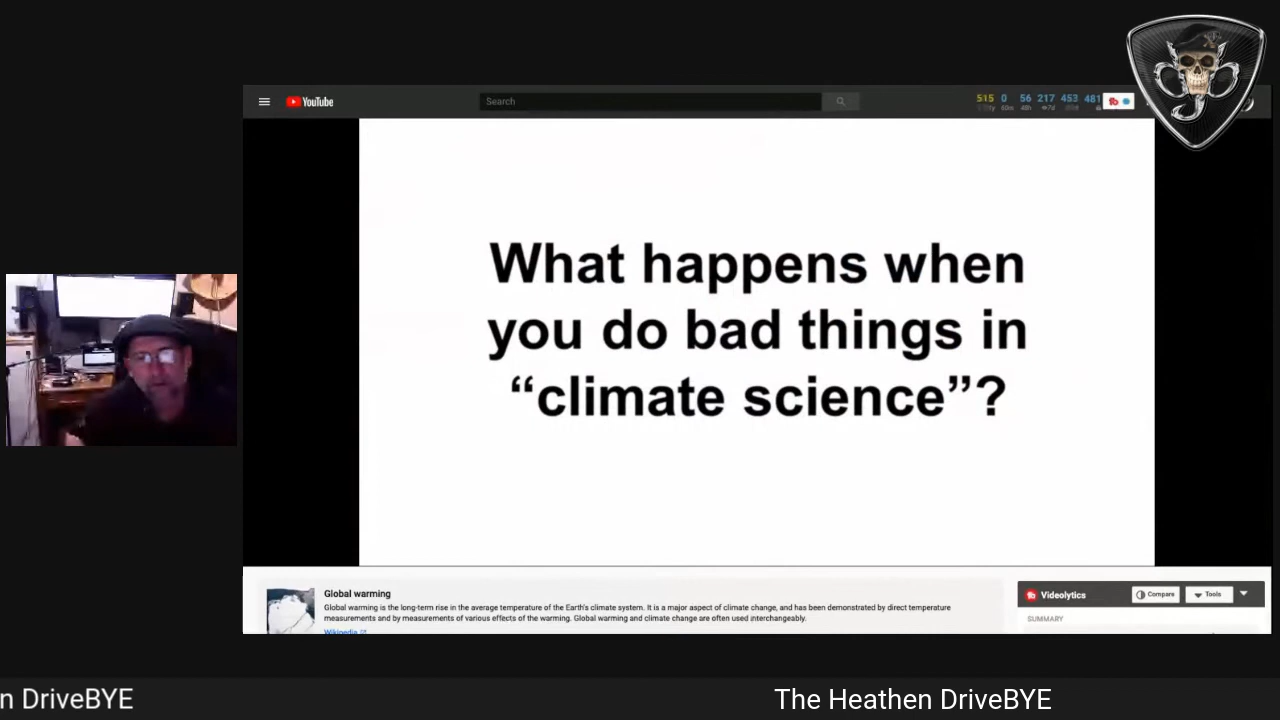 YouTube
Search
515 0 56 217 453 481
60m 48h 7d
What happens when
you do bad things in
“climate science”?
Global warming
Global warming is the long-term rise in the average temperature of the Earth's climate system. It is a major aspect of climate change, and has been demonstrated by direct temperature
measurements and by measurements of various effects of the warming. Global warming and climate change are often used interchangeably.
Wikipedia
Videolytics
Compare
Tools
SUMMARY
n DriveBYE
The Heathen DriveBYE